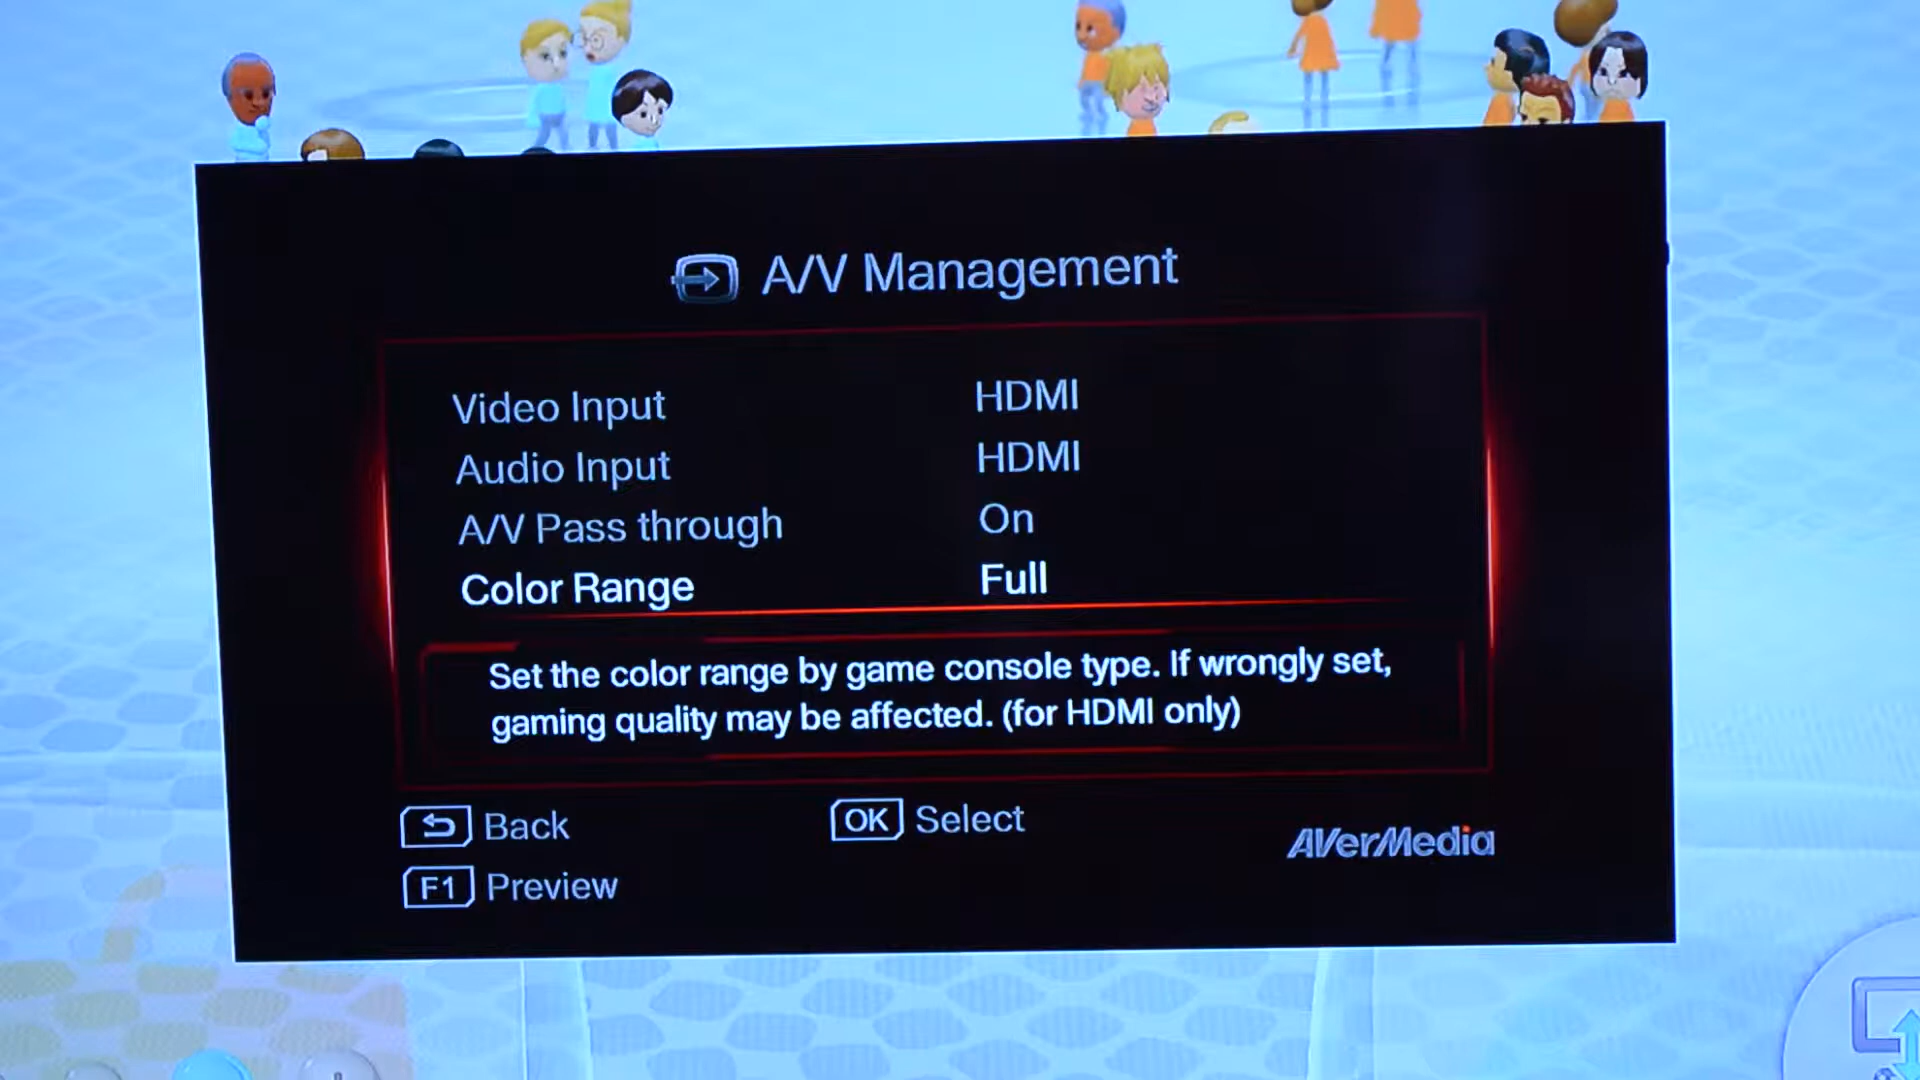 A/V Management
Video Input HDMI
Audio Input HDMI
A/V Pass through On
Color Range Full
Set the color range by game console type. If wrongly set,
gaming quality may be affected. (for HDMI only)
Back OK Select
AVerMedia
F1 Preview